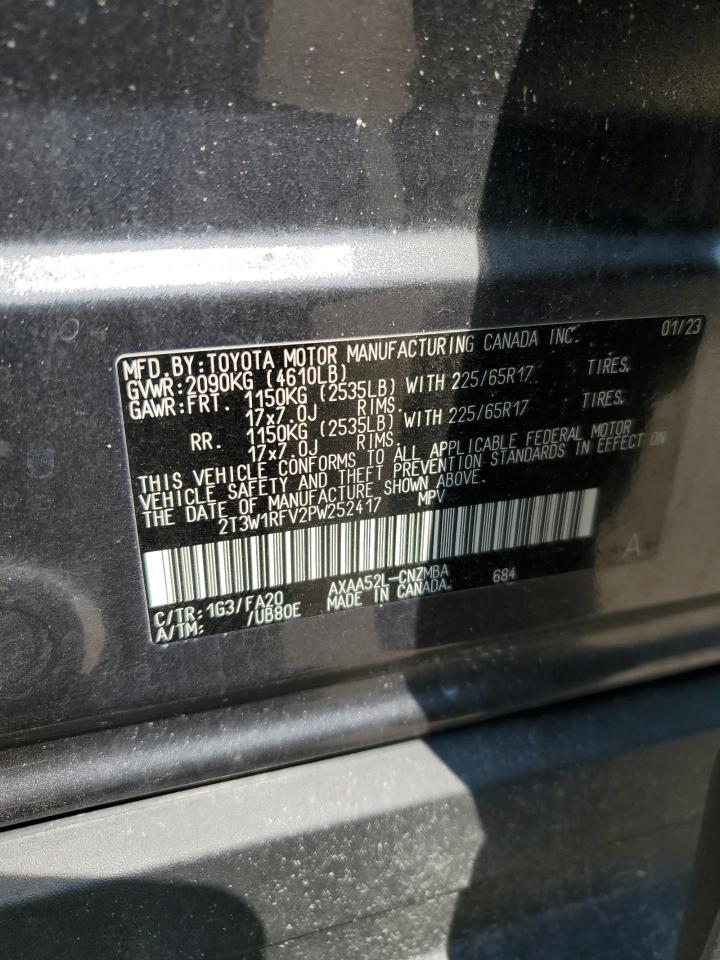 MFD.BY:TOYOTA MOTOR MANUFACTURING CANADA INC. 01/23
GVWR:2090KG (4610LB)
GAWR:FRT. 1150KG (2535LB) WITH 225/65R17 TIRES.
17x7.0J RIMS.
RR. 1150KG (2535LB) WITH 225/65R17 TIRES.
17x7.0J RIMS.
THIS VEHICLE CONFORMS TO ALL APPLICABLE FEDERAL MOTOR
VEHICLE SAFETY AND THEFT PREVENTION STANDARDS IN EFFECT ON
THE DATE OF MANUFACTURE SHOWN ABOVE.
2T3W1RFV2PW252417 MPV
A
C/TR:1G3/FA20 AXAA52L-CNZMBA 684
A/TM: /UB80E MADE IN CANADA.